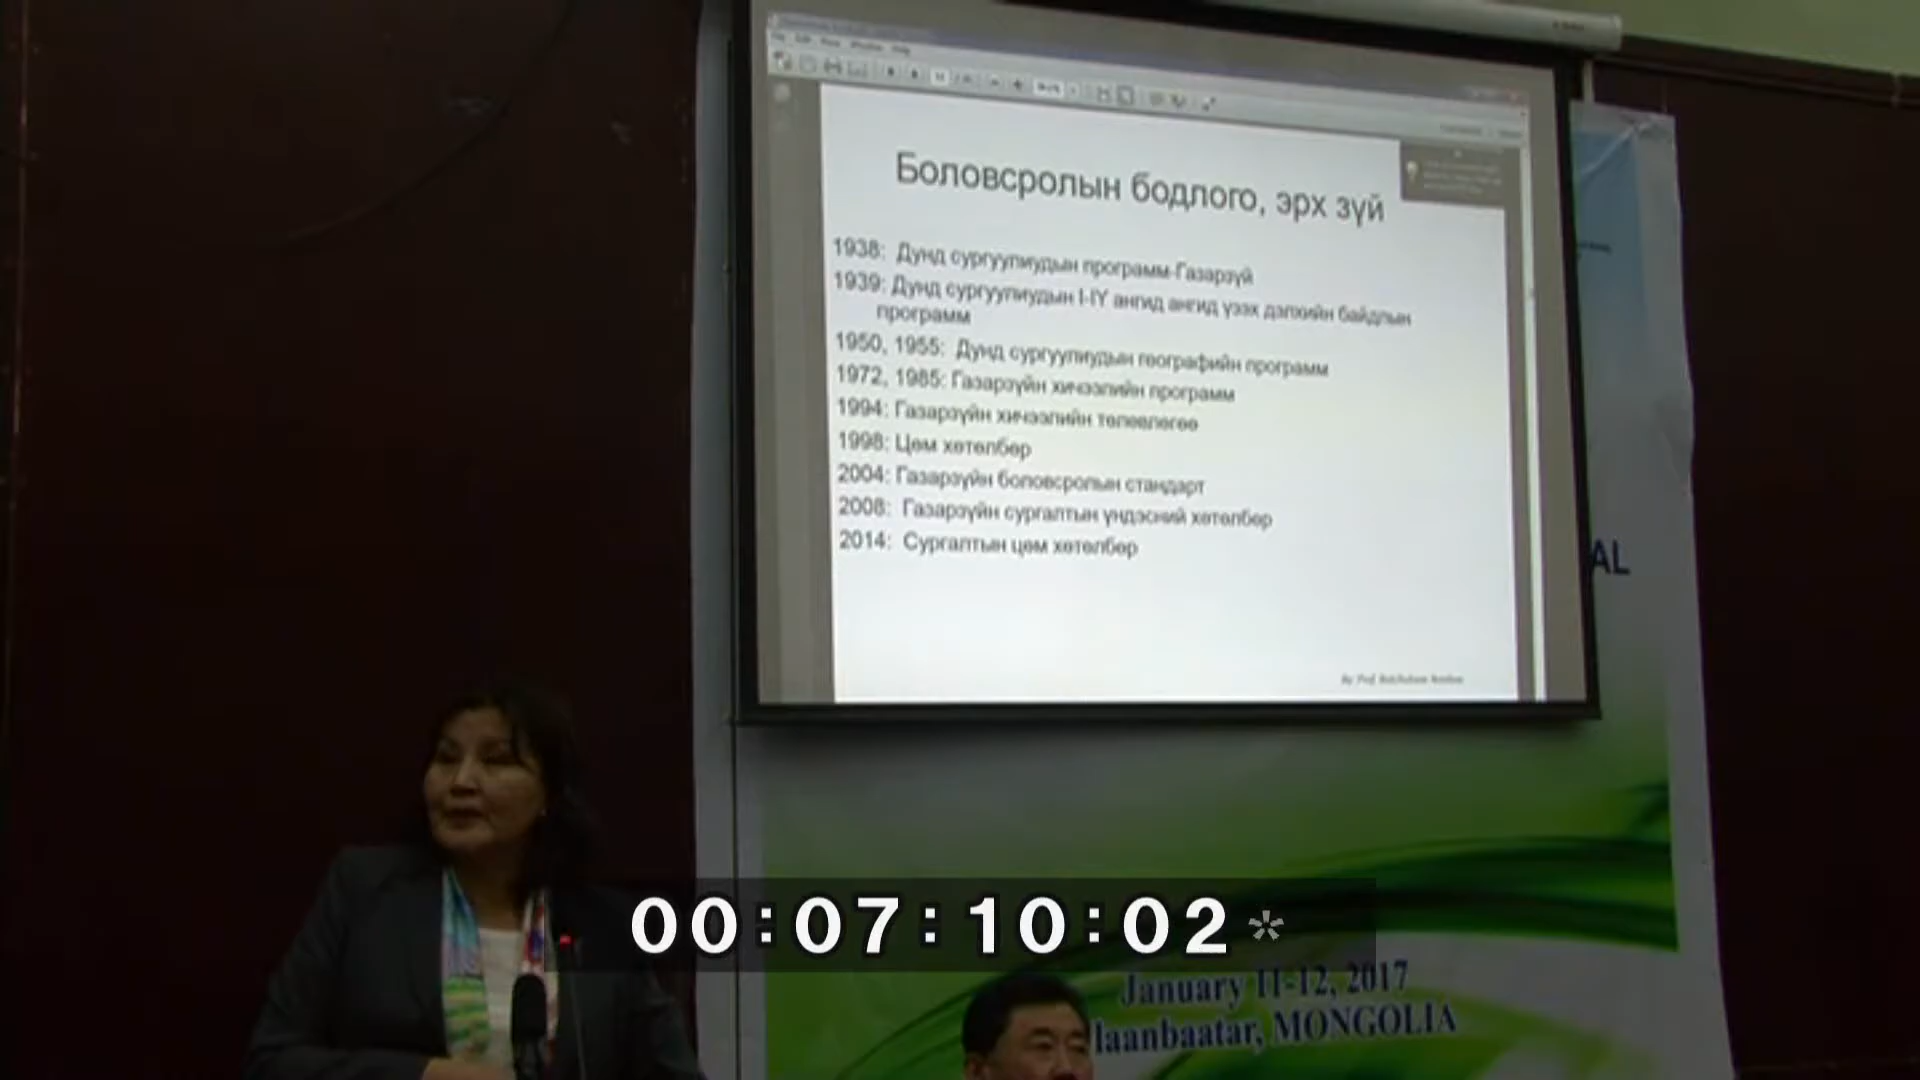 Боловсролын бодлого, эрх зүй
1938: Дунд сургуулиудын программ-Газарзүй
1939: Дунд сургуулиудын I-IY ангид ангид үзэх дэлхийн байдлын
программ
1950, 1955: Дунд сургуулиудын географийн программ
1972, 1985: Газарзүйн хичээлийн программ
1994: Газарзүйн хичээлийн төлөвлөгөө
1998: Цөм хөтөлбөр
2004: Газарзүйн боловсролын стандарт
2008: Газарзүйн сургалтын үндэсний хөтөлбөр
2014: Сургалтын цөм хөтөлбөр
By: Prof.
AL
00:07:10:02*
January 11-12, 2017
laanbaatar, MONGOLIA